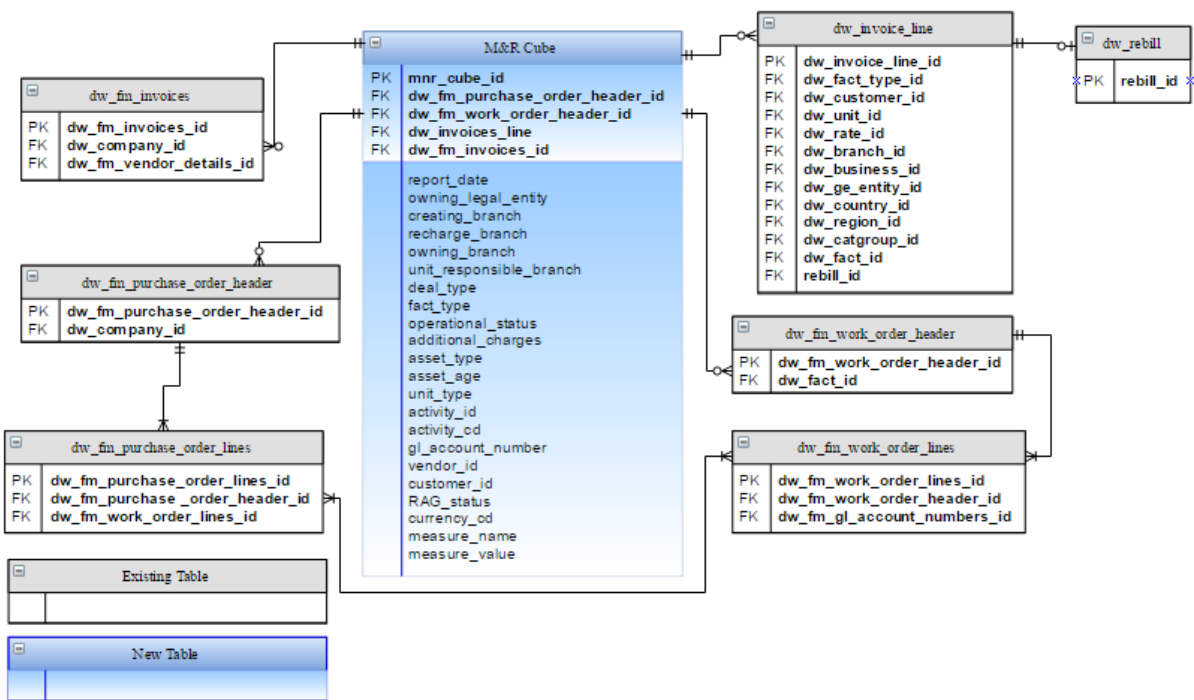 dw_fm_invoices
PK dw_fm_invoices_id
FK dw_company_id
FK dw_fm_vendor_details_id
dw_fm_purchase_order_header
PK dw_fm_purchase_order_header_id
FK dw_company_id
dw_fm_purchase_order_lines
PK dw_fm_purchase_order_lines_id
FK dw_fm_purchase_order_header_id
FK dw_fm_work_order_lines_id
Existing Table
New Table
M&R Cube
PK mnr_cube_id
FK dw_fm_purchase_order_header_id
FK dw_fm_work_order_header_id
FK dw_invoices_line
FK dw_fm_invoices_id
report_date
owning_legal_entity
creating_branch
recharge_branch
owning_branch
unit_responsible_branch
deal_type
fact_type
operational_status
additional_charges
asset_type
asset_age
unit_type
activity_id
activity_cd
gl_account_number
vendor_id
customer_id
RAG_status
currency_cd
measure_name
measure_value
dw_invoice_line
PK dw_invoice_line_id
FK dw_fact_type_id
FK dw_customer_id
FK dw_unit_id
FK dw_rate_id
FK dw_branch_id
FK dw_business_id
FK dw_ge_entity_id
FK dw_country_id
FK dw_region_id
FK dw_catgroup_id
FK dw_fact_id
FK rebill_id
dw_rebill
PK rebill_id
dw_fm_work_order_header
PK dw_fm_work_order_header_id
FK dw_fact_id
dw_fm_work_order_lines
PK dw_fm_work_order_lines_id
FK dw_fm_work_order_header_id
FK dw_fm_gl_account_numbers_id